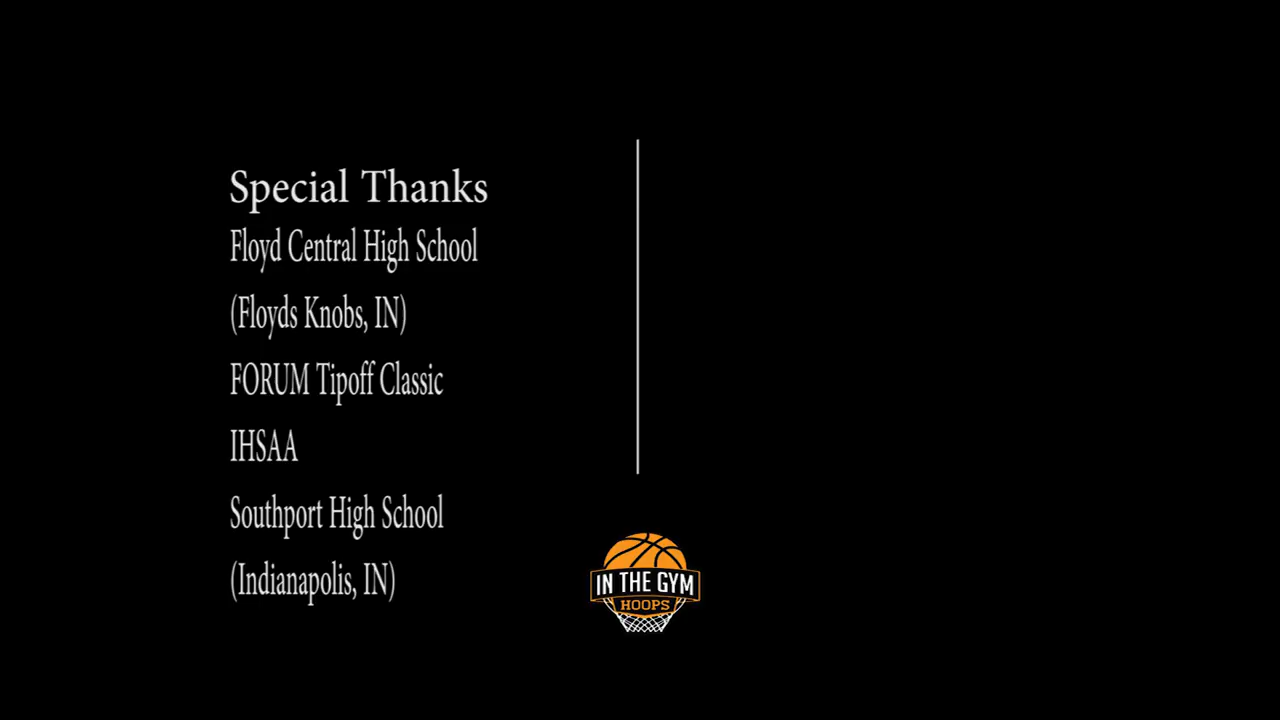 Special Thanks
Floyd Central High School
(Floyds Knobs, IN)
FORUM Tipoff Classic
IHSAA
Southport High School
(Indianapolis, IN)
IN THE GYM
HOOPS